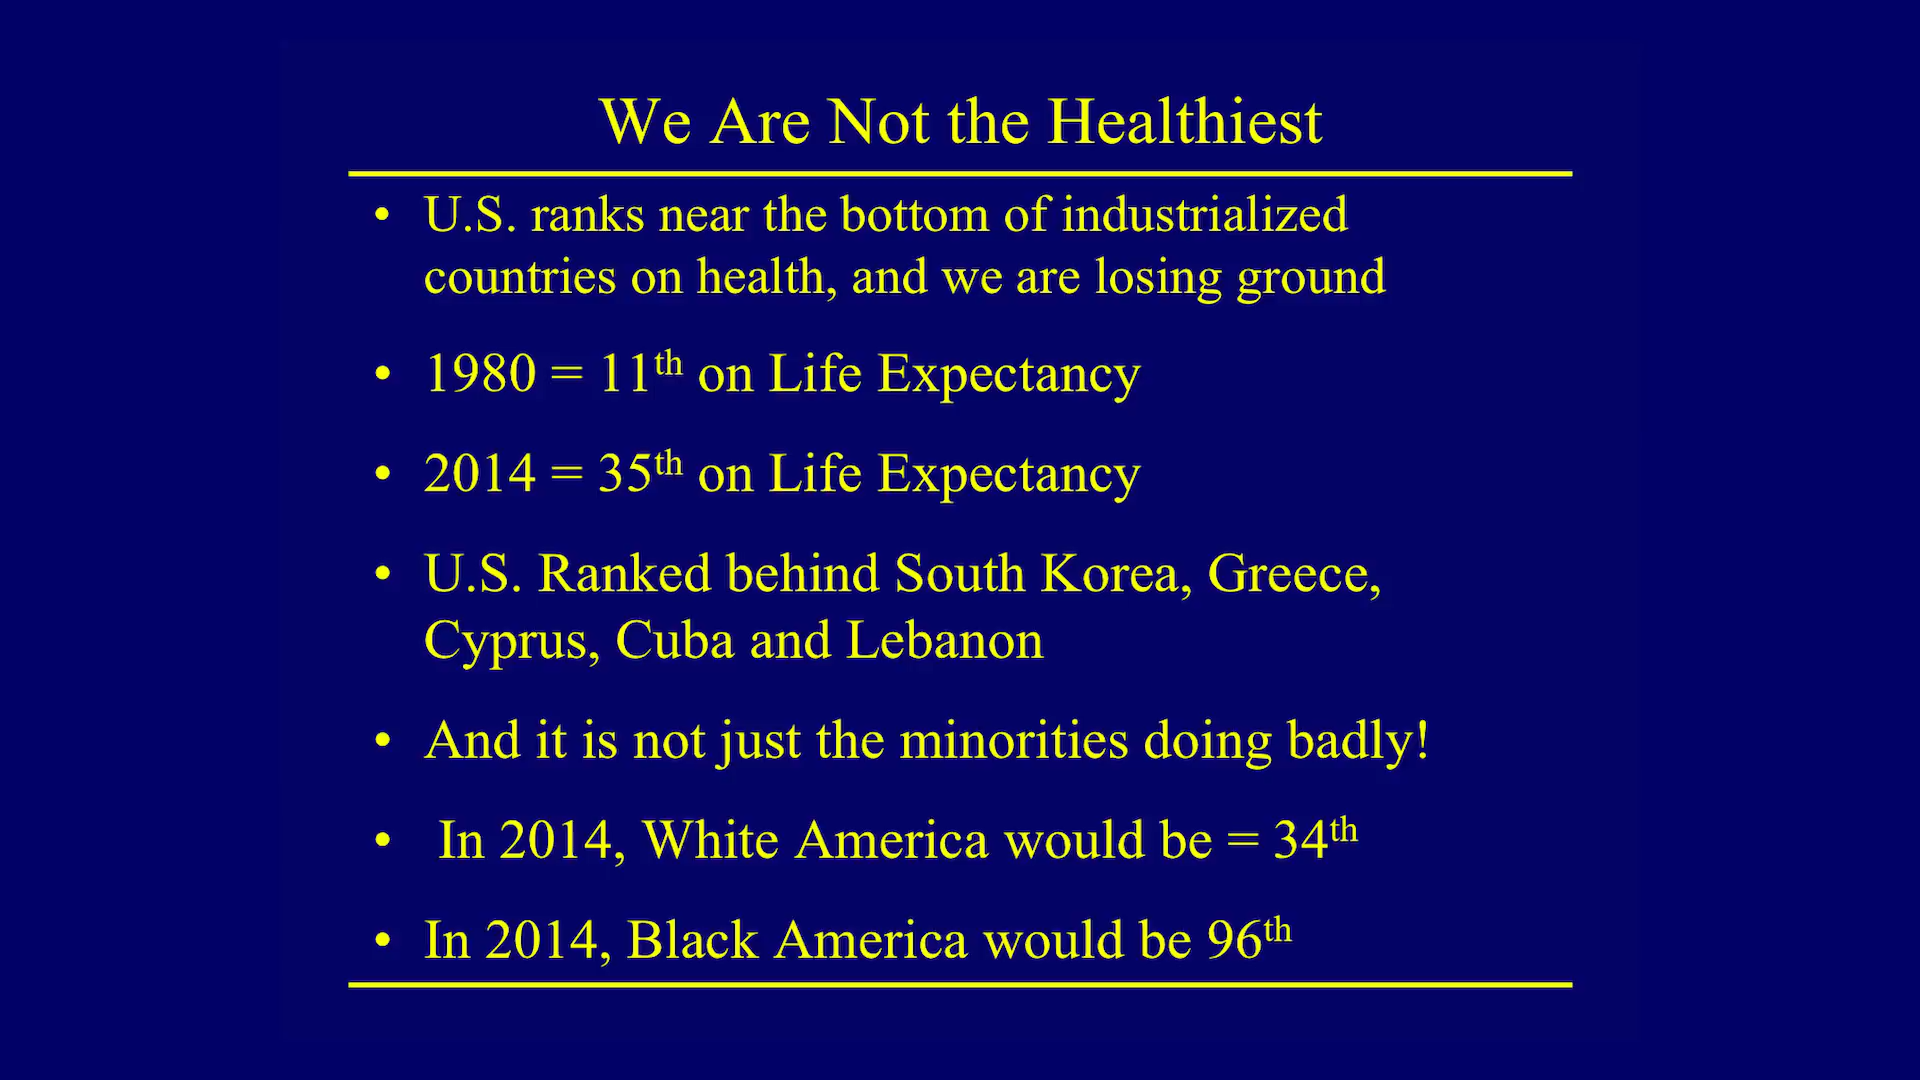 We Are Not the Healthiest
• U.S. ranks near the bottom of industrialized
countries on health, and we are losing ground
• 1980 = 11th on Life Expectancy
• 2014 = 35th on Life Expectancy
• U.S. Ranked behind South Korea, Greece,
Cyprus, Cuba and Lebanon
• And it is not just the minorities doing badly!
• In 2014, White America would be = 34th
• In 2014, Black America would be 96th